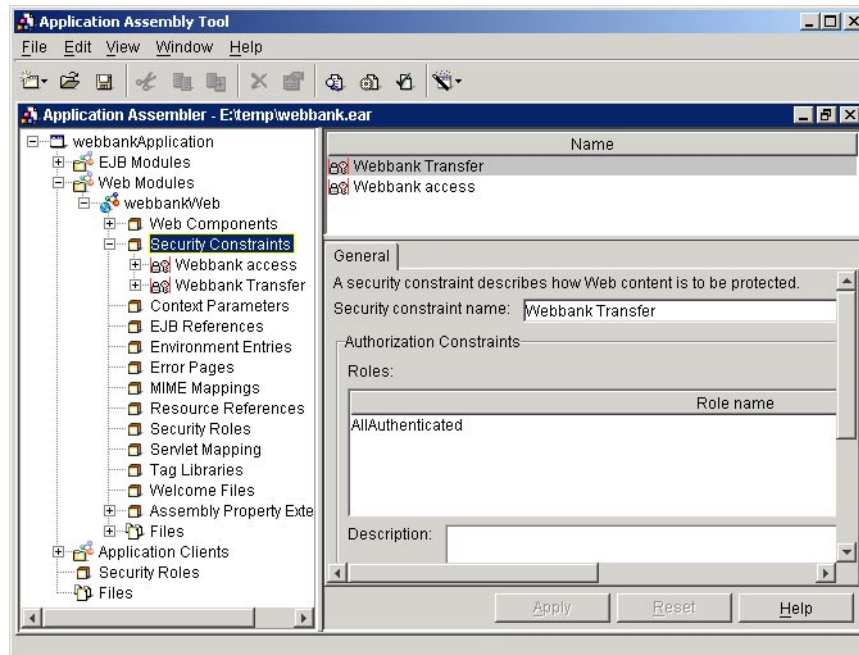 Application Assembly Tool
File Edit View Window Help
Application Assembler - E:\temp\webbank.ear
webbankApplication
EJB Modules
Web Modules
webbankWeb
Web Components
Security Constraints
Webbank access
Webbank Transfer
Context Parameters
EJB References
Environment Entries
Error Pages
MIME Mappings
Resource References
Security Roles
Servlet Mapping
Tag Libraries
Welcome Files
Assembly Property Exte
Files
Application Clients
Security Roles
Files
Name
Webbank Transfer
Webbank access
General
A security constraint describes how Web content is to be protected.
Security constraint name: Webbank Transfer
Authorization Constraints
Roles:
Role name
AllAuthenticated
Description:
Apply Reset Help